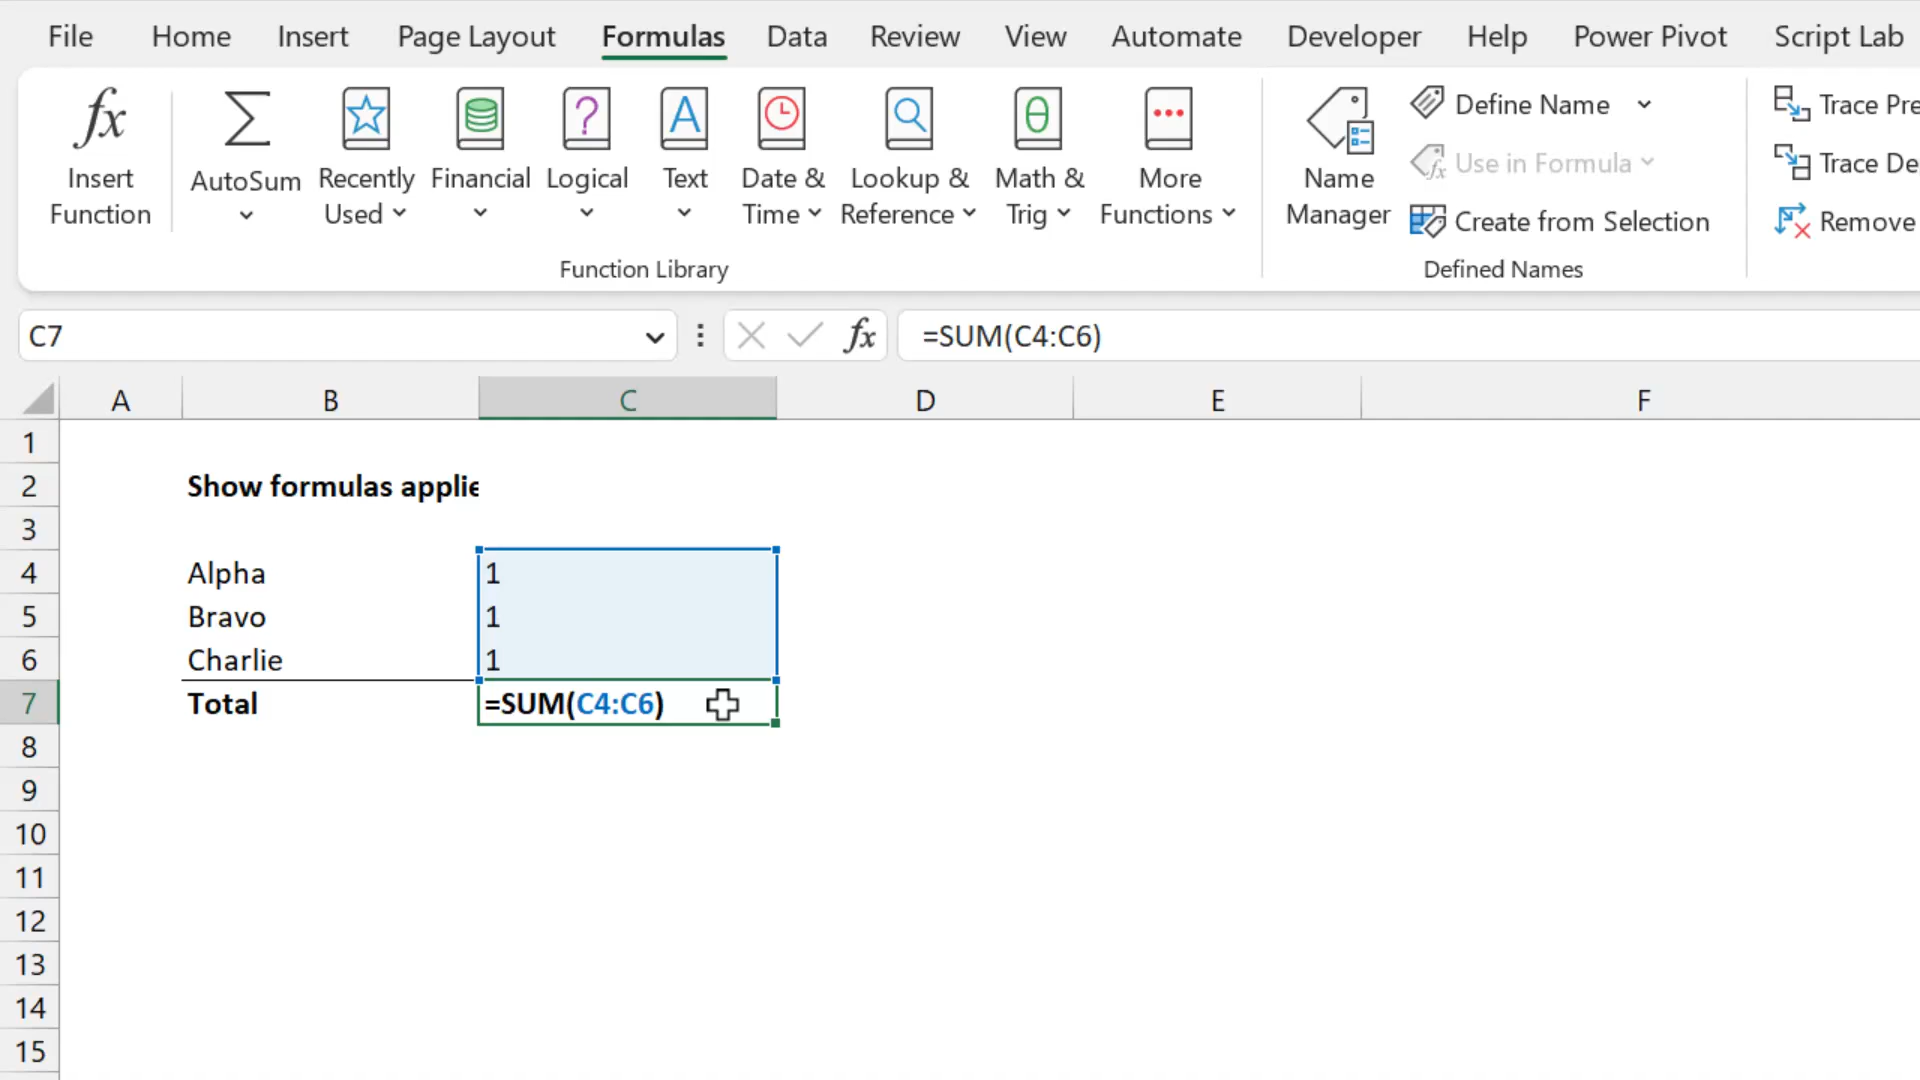 File Home Insert Page Layout Formulas Data Review View Automate Developer Help Power Pivot Script Lab
Insert Function
AutoSum
Recently Used
Financial
Logical
Text
Date & Time
Lookup & Reference
Math & Trig
More Functions
Function Library
Name Manager
Define Name
Use in Formula
Create from Selection
Defined Names
Trace Pre
Trace De
Remove
C7 fx =SUM(C4:C6)
A B C D E F
1
2 Show formulas applie
3
4 Alpha 1
5 Bravo 1
6 Charlie 1
7 Total =SUM(C4:C6)
8
9
10
11
12
13
14
15